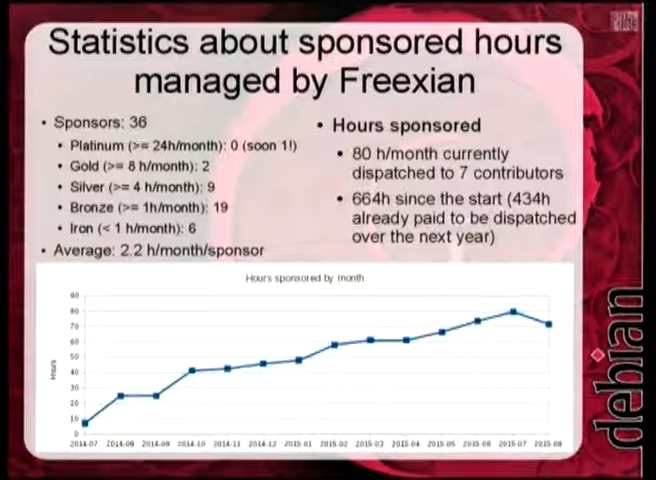 Statistics about sponsored hours
managed by Freexian
• Sponsors: 36
• Platinum (>= 24h/month): 0 (soon 1!)
• Gold (>= 8 h/month): 2
• Silver (>= 4 h/month): 9
• Bronze (>= 1h/month): 19
• Iron (< 1 h/month): 6
• Average: 2.2 h/month/sponsor
• Hours sponsored
• 80 h/month currently
dispatched to 7 contributors
• 664h since the start (434h
already paid to be dispatched
over the next year)
Hours sponsored by month
Hours
90
80
70
60
50
40
30
20
10
0
2014-07 2014-08 2014-09 2014-10 2014-11 2014-12 2015-01 2015-02 2015-03 2015-04 2015-05 2015-06 2015-07 2015-08
debian